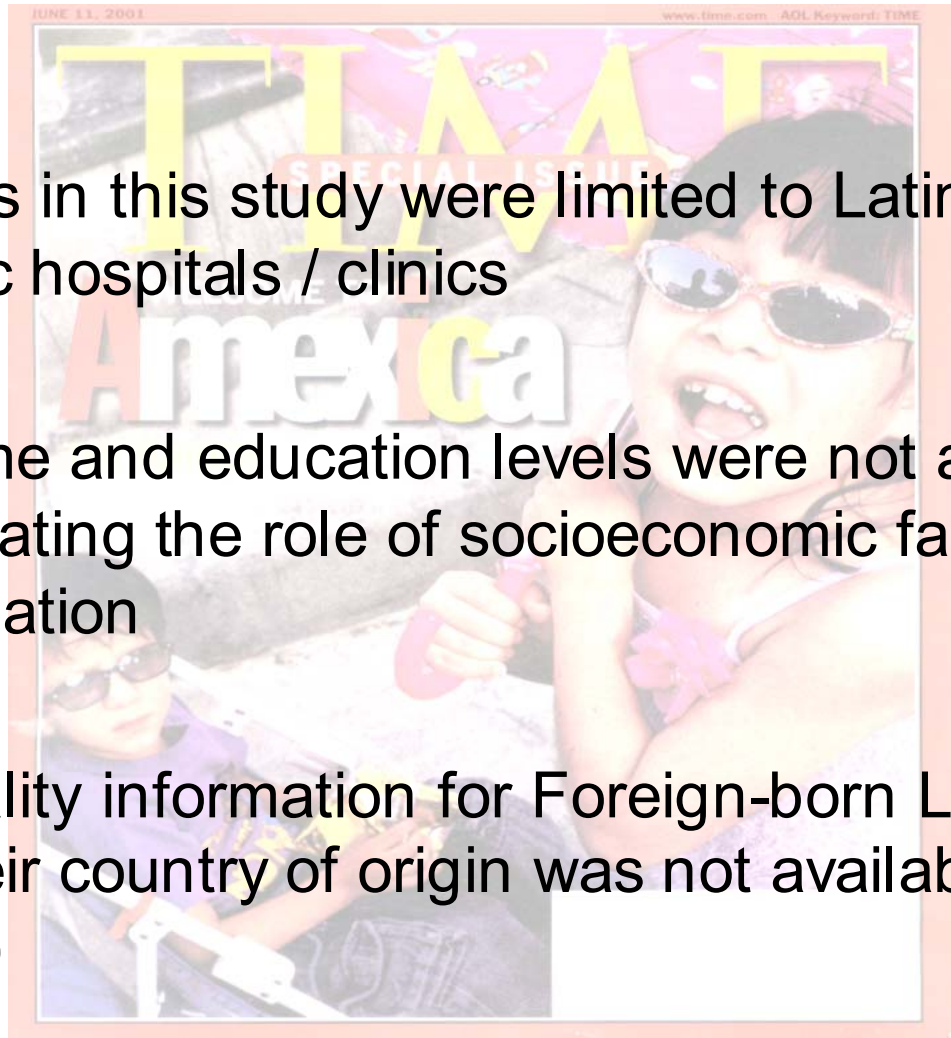 JUNE 11, 2001 www.time.com AOL Keyword: TIME
TIME
SPECIAL ISSUE
s in this study were limited to Latin
c hospitals / clinics
Amexica
me and education levels were not a
ating the role of socioeconomic fa
ation
lity information for Foreign-born L
eir country of origin was not availab